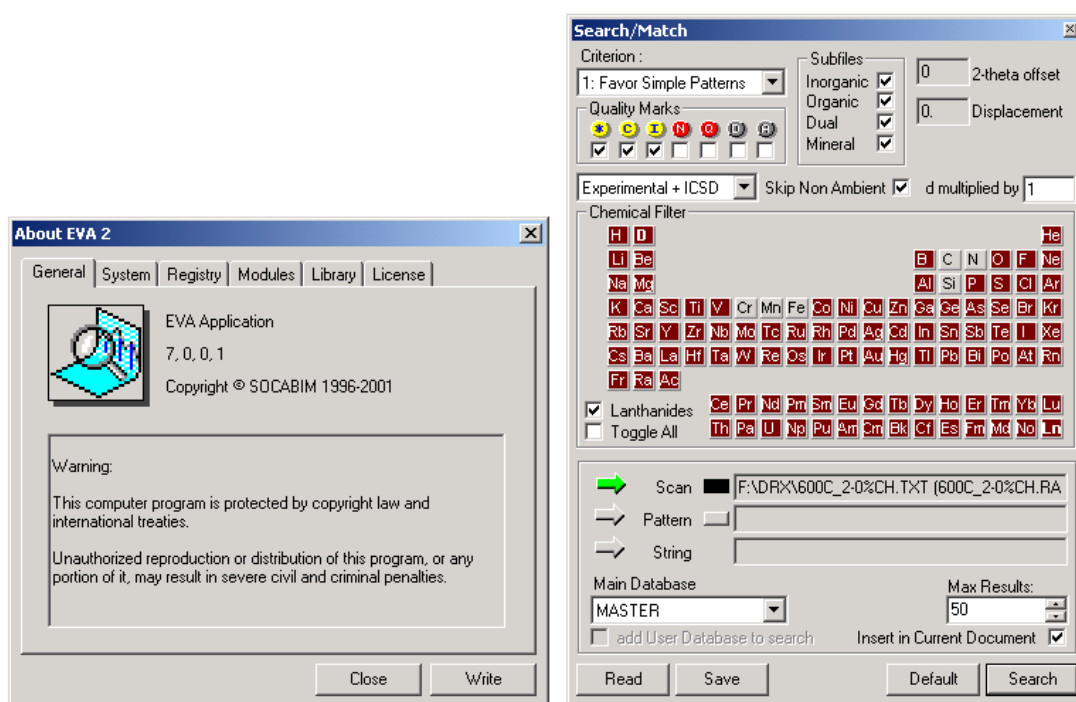 About EVA 2
General System Registry Modules Library License
EVA Application
7, 0, 0, 1
Copyright © SOCABIM 1996-2001
Warning:
This computer program is protected by copyright law and
international treaties.
Unauthorized reproduction or distribution of this program, or any
portion of it, may result in severe civil and criminal penalties.
Close Write
Search/Match
Criterion :
1: Favor Simple Patterns
Quality Marks
* C I N Q D A
Subfiles
Inorganic
Organic
Dual
Mineral
0 2-theta offset
0. Displacement
Experimental + ICSD Skip Non Ambient d multiplied by 1
Chemical Filter
H D He
Li Be B C N O F Ne
Na Mg Al Si P S Cl Ar
K Ca Sc Ti V Cr Mn Fe Co Ni Cu Zn Ga Ge As Se Br Kr
Rb Sr Y Zr Nb Mo Tc Ru Rh Pd Ag Cd In Sn Sb Te I Xe
Cs Ba La Hf Ta W Re Os Ir Pt Au Hg Tl Pb Bi Po At Rn
Fr Ra Ac
Lanthanides Ce Pr Nd Pm Sm Eu Gd Tb Dy Ho Er Tm Yb Lu
Toggle All Th Pa U Np Pu Am Cm Bk Cf Es Fm Md No Ln
Scan F:\DRX\600C_2-0%CH.TXT (600C_2-0%CH.RA
Pattern
String
Main Database
MASTER
Max Results:
50
add User Database to search Insert in Current Document
Read Save Default Search